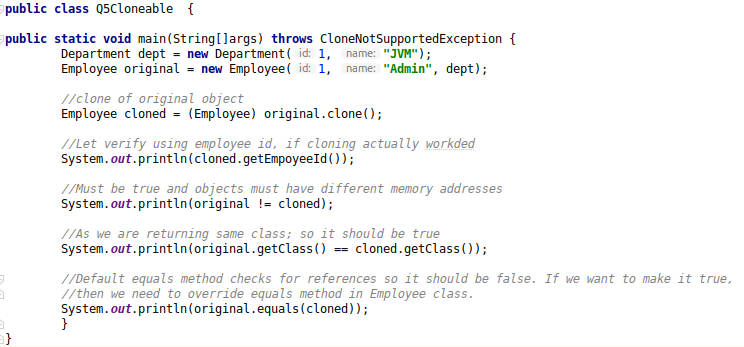 public class Q5Cloneable {
public static void main(String[]args) throws CloneNotSupportedException {
Department dept = new Department( id: 1, name: "JVM");
Employee original = new Employee( id: 1, name: "Admin", dept);
//clone of original object
Employee cloned = (Employee) original.clone();
//Let verify using employee id, if cloning actually workded
System.out.println(cloned.getEmpoyeeId());
//Must be true and objects must have different memory addresses
System.out.println(original != cloned);
//As we are returning same class; so it should be true
System.out.println(original.getClass() == cloned.getClass());
//Default equals method checks for references so it should be false. If we want to make it true,
//then we need to override equals method in Employee class.
System.out.println(original.equals(cloned));
}
}